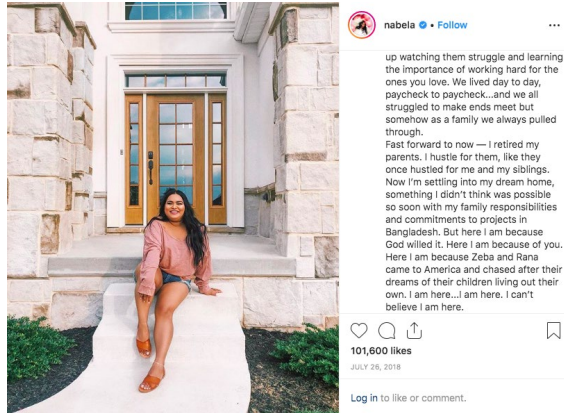 nabela • Follow
up watching them struggle and learning
the importance of working hard for the
ones you love. We lived day to day,
paycheck to paycheck...and we all
struggled to make ends meet but
somehow as a family we always pulled
through.
Fast forward to now — I retired my
parents. I hustle for them, like they
once hustled for me and my siblings.
Now I'm settling into my dream home,
something I didn't think was possible
so soon with my family responsibilities
and commitments to projects in
Bangladesh. But here I am because
God willed it. Here I am because of you.
Here I am because Zeba and Rana
came to America and chased after their
dreams of their children living out their
own. I am here...I am here. I can't
believe I am here.
101,600 likes
JULY 26, 2018
Log in to like or comment.